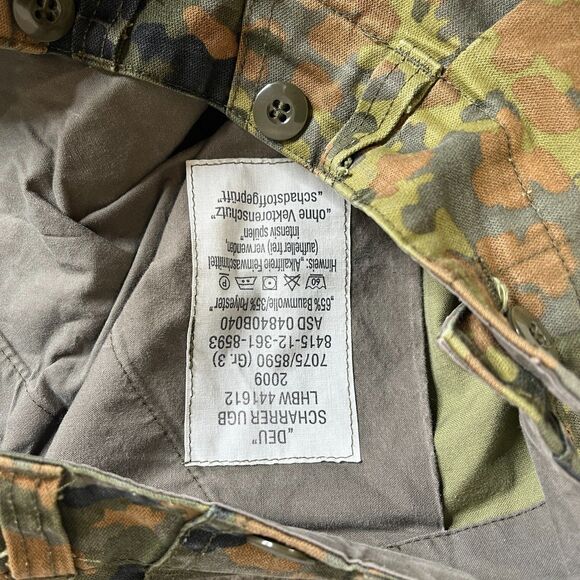 „DEU"
SCHARRER UGB
LHBW 441612
2009
7075/8590 (Gr. 3)
8415-12-361-8593
ASD 04840B040
„65% Baumwolle/35% Polyester"
60
Hinweis: „Alkalifreie Feinwaschmittel
(aufhellerfrei) verwenden,
intensiv spülen"
„ohne Vektorenschutz"
„schadstoffgeprüft"